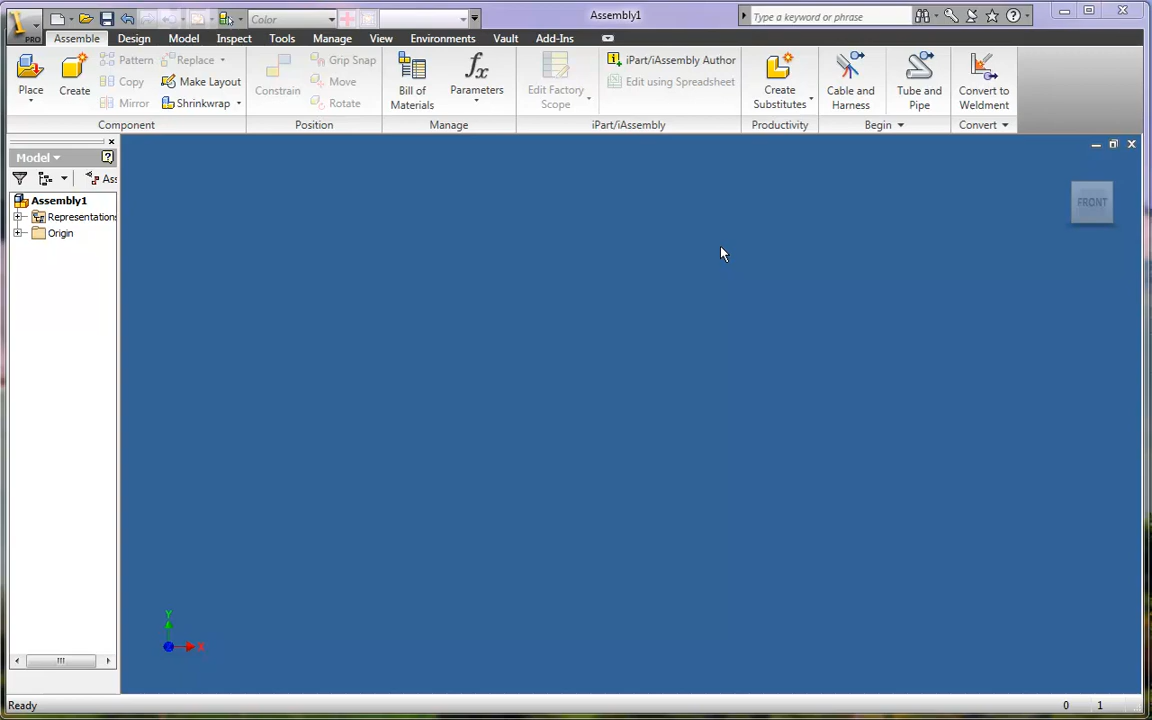 Color
Assembly1
Type a keyword or phrase
PRO
Assemble Design Model Inspect Tools Manage View Environments Vault Add-Ins
Place
Create
Pattern
Copy
Mirror
Replace
Make Layout
Shrinkwrap
Component
Constrain
Grip Snap
Move
Rotate
Position
Bill of
Materials
fx
Parameters
Manage
Edit Factory
Scope
iPart/iAssembly Author
Edit using Spreadsheet
iPart/iAssembly
Create
Substitutes
Productivity
Cable and
Harness
Tube and
Pipe
Begin
Convert to
Weldment
Convert
Model
Ass
Assembly1
Representations
Origin
FRONT
Y
X
Ready
0 1